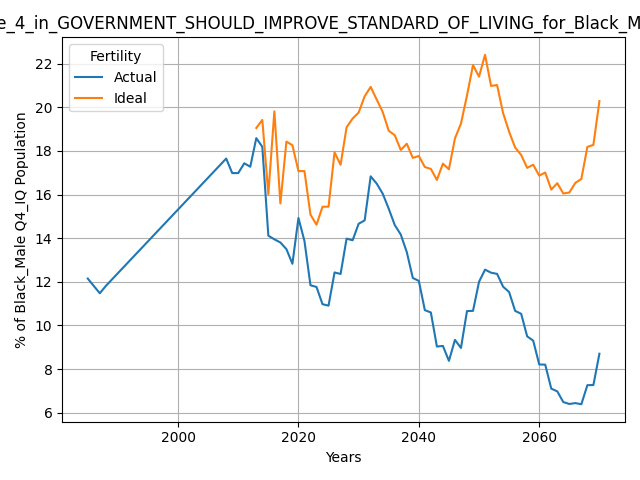 e_4_in_GOVERNMENT_SHOULD_IMPROVE_STANDARD_OF_LIVING_for_Black_M
Fertility
Actual
Ideal
22
20
18
16
14
12
10
8
6
% of Black_Male Q4_IQ Population
2000
2020
2040
2060
Years